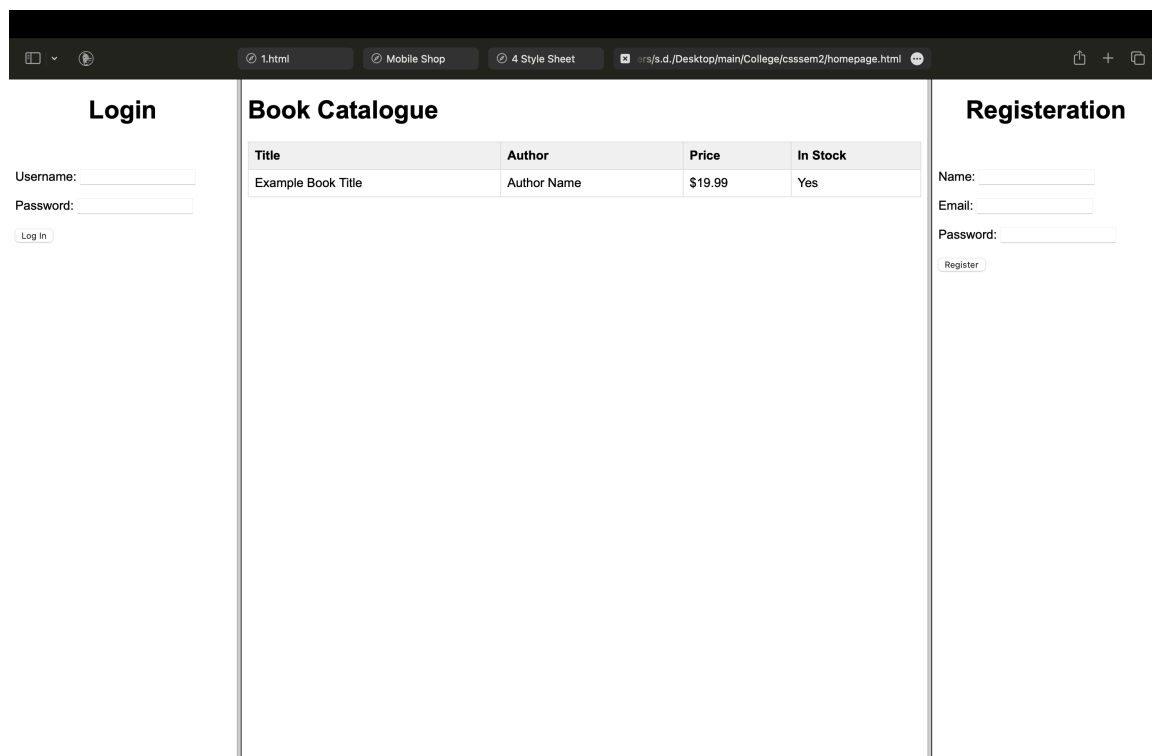 1.html
Mobile Shop
4 Style Sheet
ers/s.d./Desktop/main/College/csssem2/homepage.html
Login
Username:
Password:
Log In
Book Catalogue
Title Author Price In Stock
Example Book Title Author Name $19.99 Yes
Registeration
Name:
Email:
Password:
Register